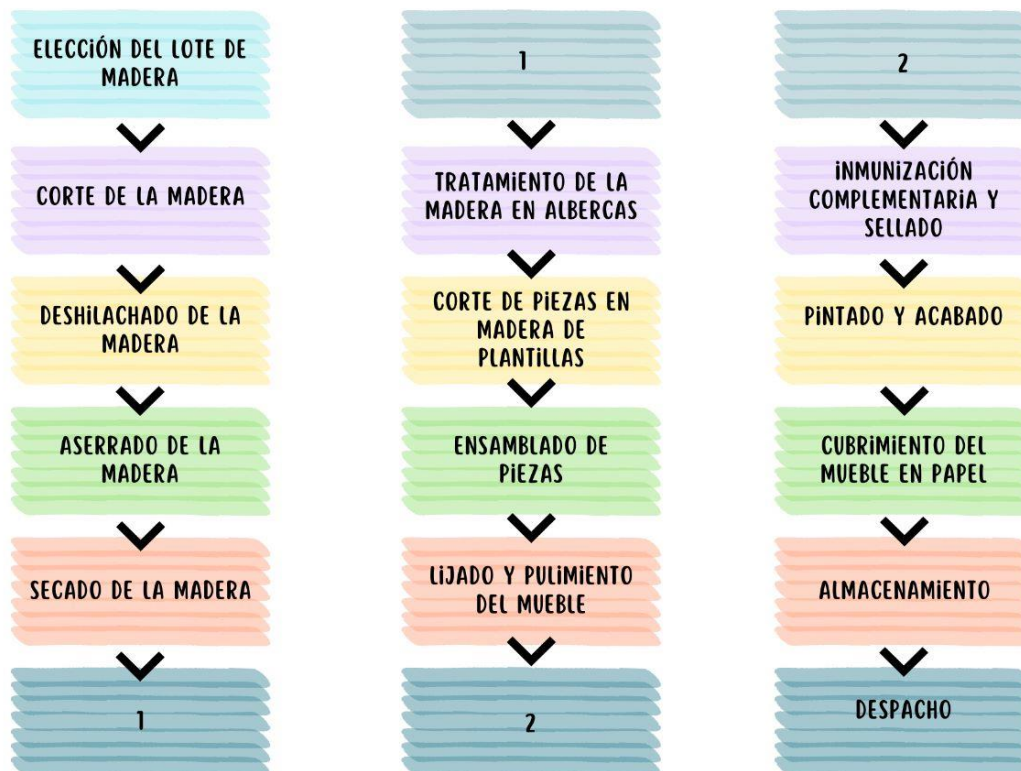 ELECCIÓN DEL LOTE DE
MADERA
CORTE DE LA MADERA
DESHILACHADO DE LA
MADERA
ASERRADO DE LA
MADERA
SECADO DE LA MADERA
1
1
TRATAMIENTO DE LA
MADERA EN ALBERCAS
CORTE DE PIEZAS EN
MADERA DE
PLANTILLAS
ENSAMBLADO DE
PIEZAS
LIJADO Y PULIMIENTO
DEL MUEBLE
2
2
INMUNIZACIÓN
COMPLEMENTARIA Y
SELLADO
PINTADO Y ACABADO
CUBRIMIENTO DEL
MUEBLE EN PAPEL
ALMACENAMIENTO
DESPACHO